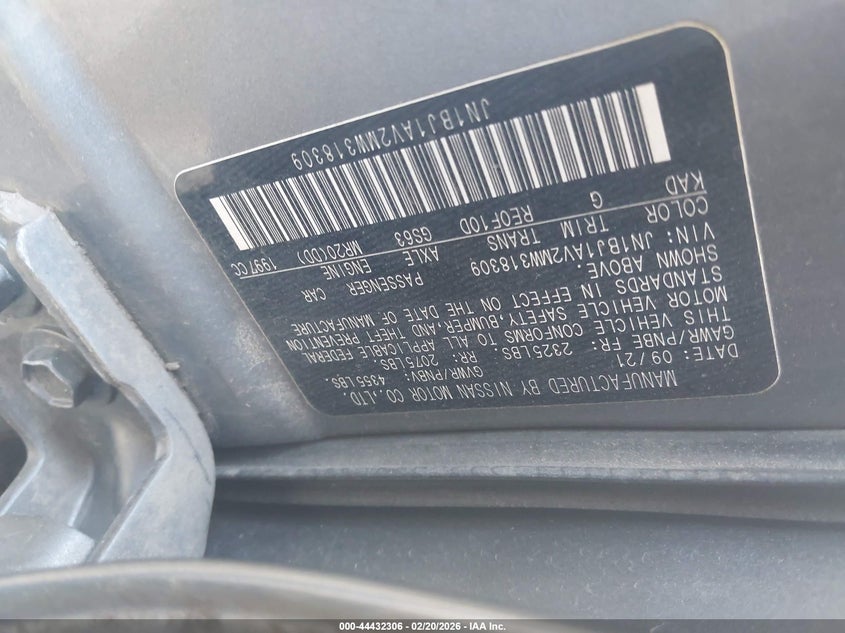 MANUFACTURED BY NISSAN MOTOR CO.,LTD.
DATE: 09/21 GVWR/PNBV: 4355LBS.
GAWR/PNBE FR: 2325LBS. RR: 2075LBS.
THIS VEHICLE CONFORMS TO ALL APPLICABLE FEDERAL
MOTOR VEHICLE SAFETY,BUMPER,AND THEFT PREVENTION
STANDARDS IN EFFECT ON THE DATE OF MANUFACTURE
SHOWN ABOVE.
VIN: JN1BJ1AV2MW318309 PASSENGER CAR
COLOR TRIM TRANS AXLE ENGINE
KAD G RE0F10D GS63 MR20(DD) 1997CC
JN1BJ1AV2MW318309
000-44432306 - 02/20/2026 - IAA Inc.